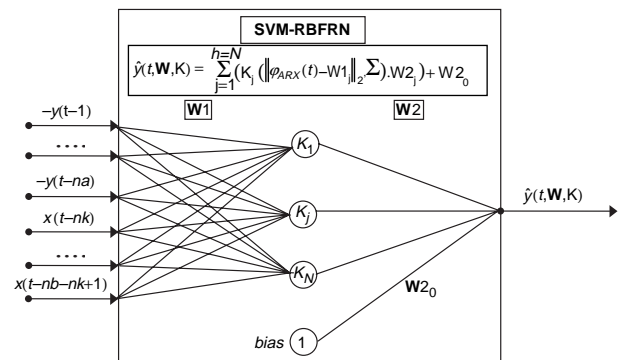 SVM-RBFRN
ŷ(t,W,K) = h=N ∑ j=1 (K_j (‖φ_ARX(t)–W1_j‖_2,Σ).W2_j)+W2_0
W1 W2
–y(t–1)
....
–y(t–na)
x(t–nk)
....
x(t–nb–nk+1)
K_1
K_j
K_N
ŷ(t,W,K)
W2_0
bias 1